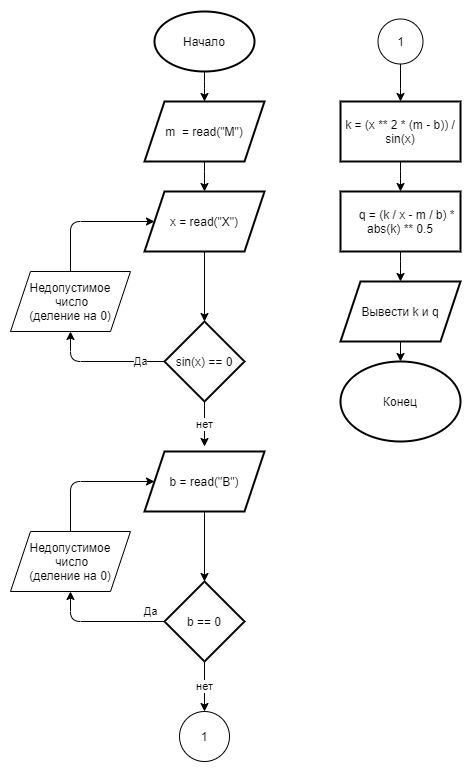 Начало
m = read("M")
x = read("X")
Недопустимое
число
(деление на 0)
Да
sin(x) == 0
нет
b = read("B")
Недопустимое
число
(деление на 0)
Да
b == 0
нет
1
1
k = (x ** 2 * (m - b)) /
sin(x)
q = (k / x - m / b) *
abs(k) ** 0.5
Вывести k и q
Конец